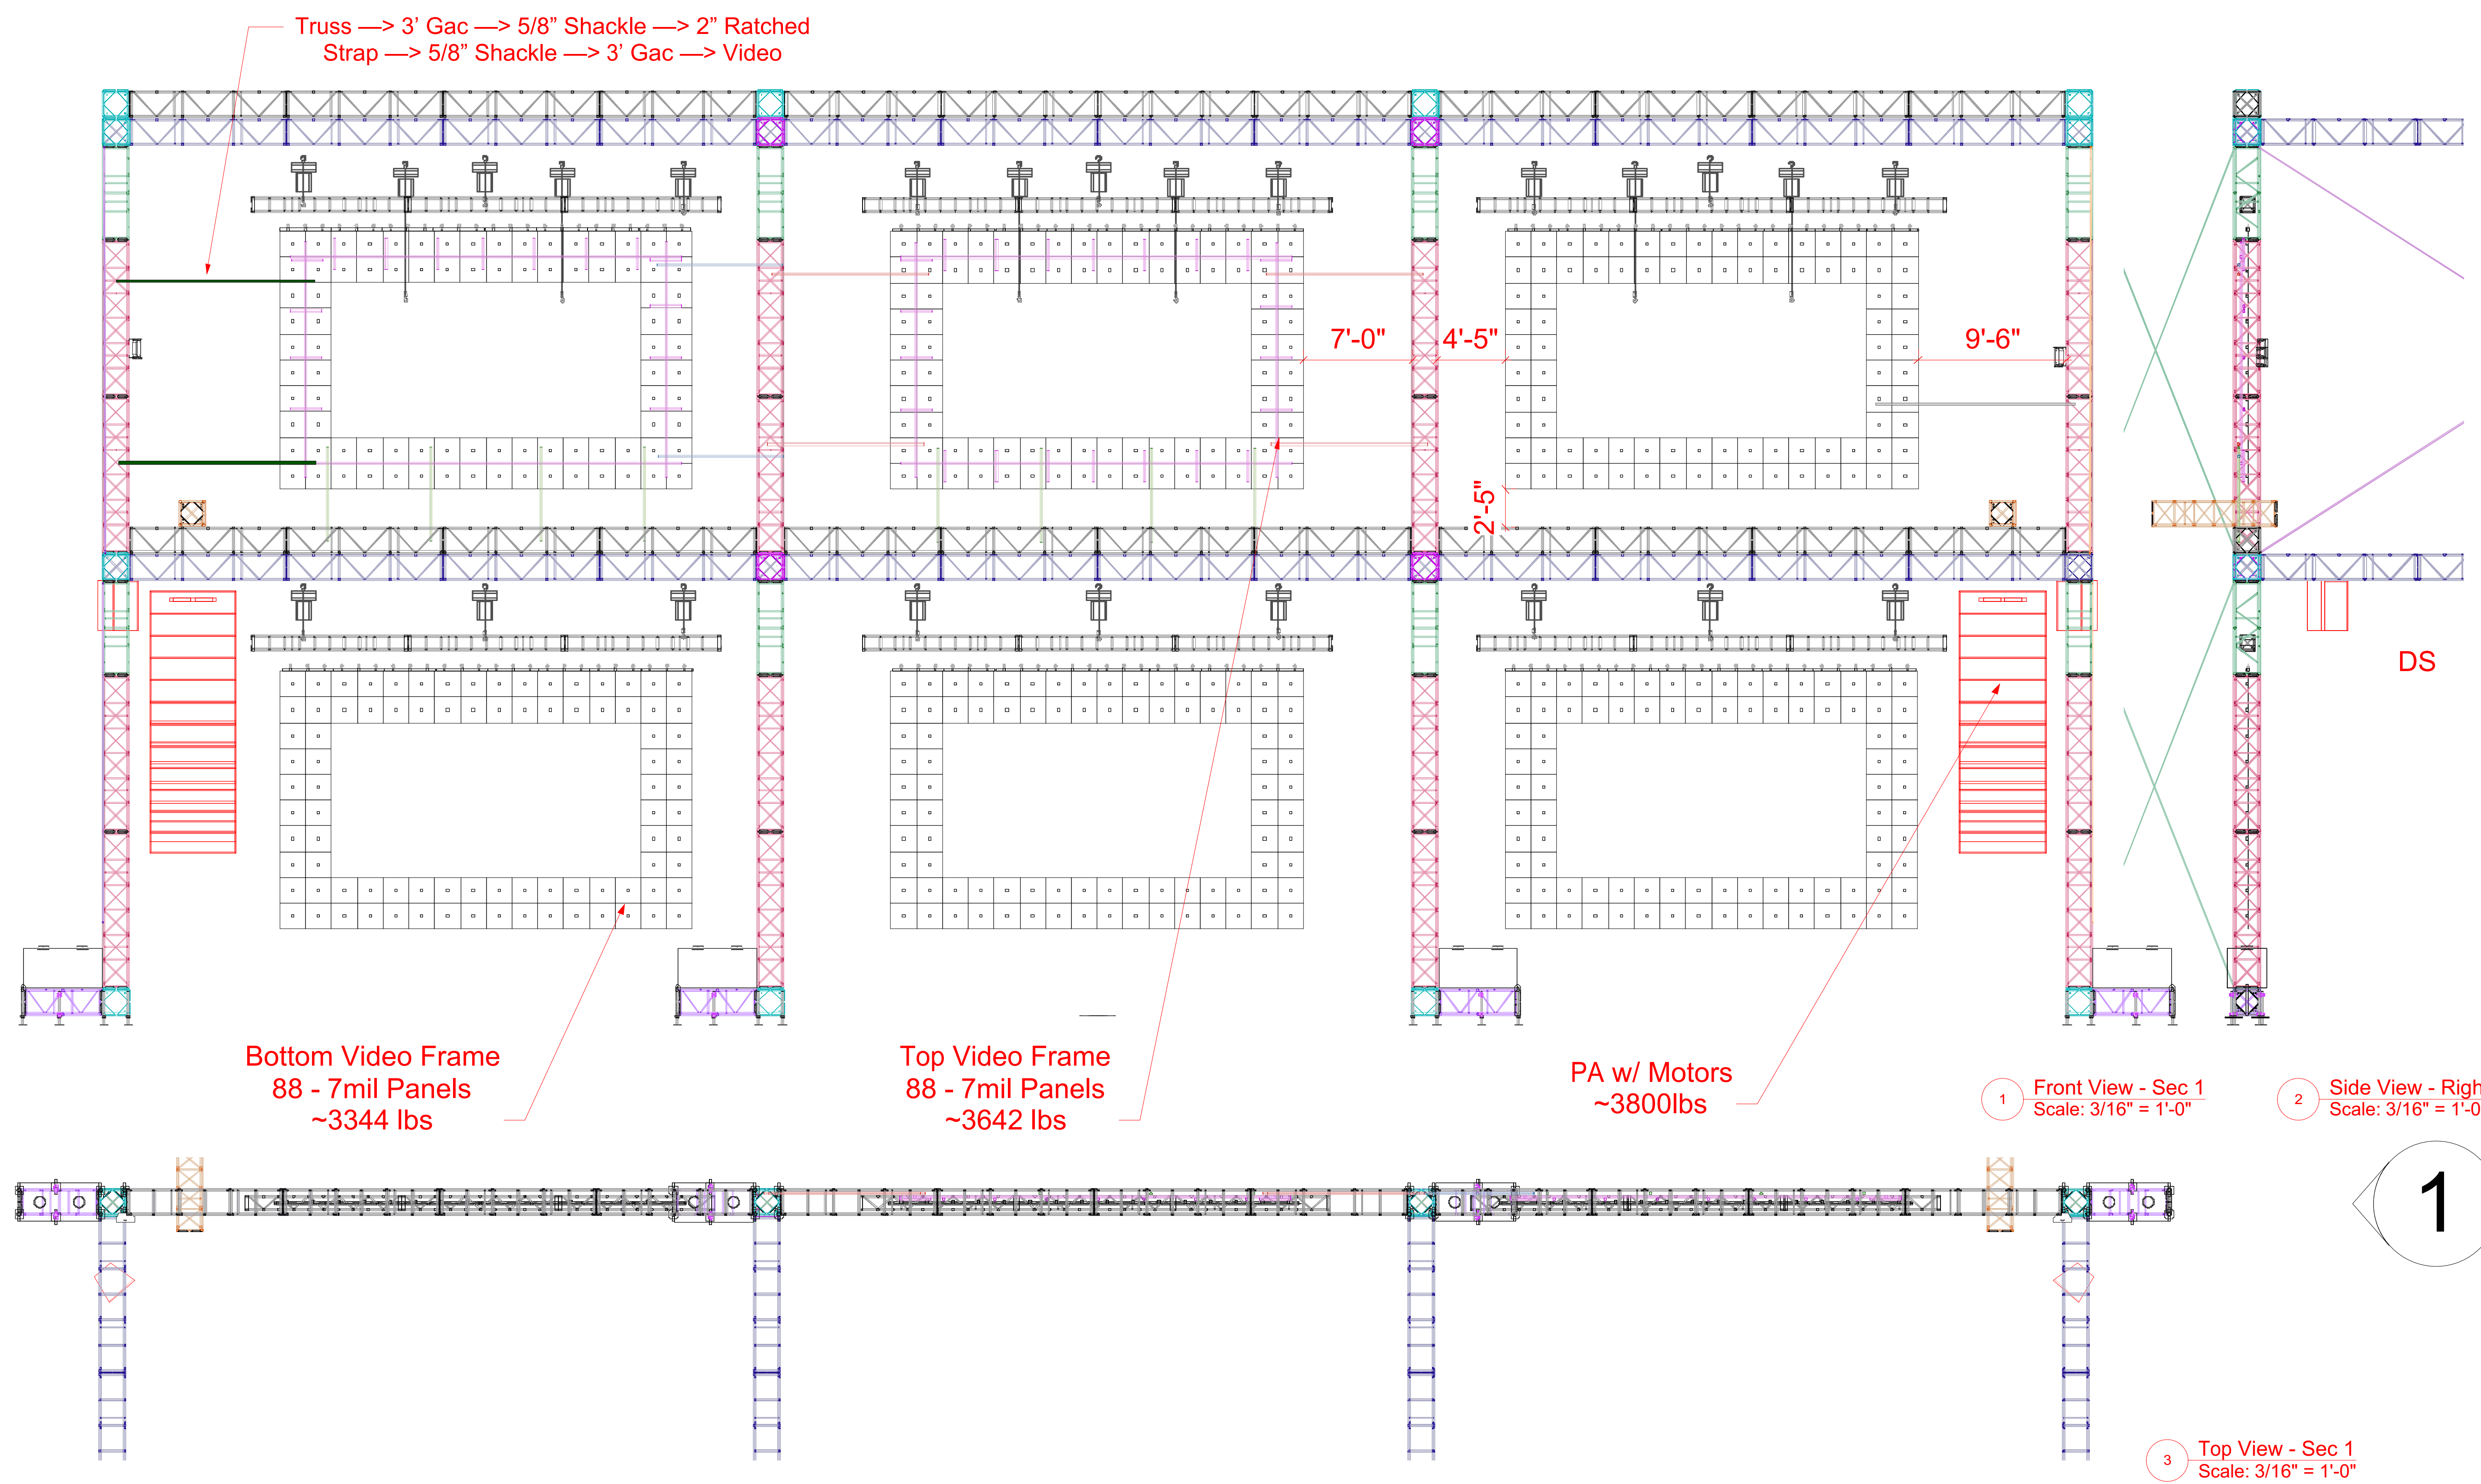 Truss —> 3’ Gac —> 5/8” Shackle —> 2” Ratched
Strap —> 5/8” Shackle —> 3’ Gac —> Video
7'-0"
4'-5"
9'-6"
2'-5"
DS
Bottom Video Frame
88 - 7mil Panels
~3344 lbs
Top Video Frame
88 - 7mil Panels
~3642 lbs
PA w/ Motors
~3800lbs
1
Front View - Sec 1
Scale: 3/16" = 1'-0"
2
Side View - Righ
Scale: 3/16" = 1'-0
1
3
Top View - Sec 1
Scale: 3/16" = 1'-0"